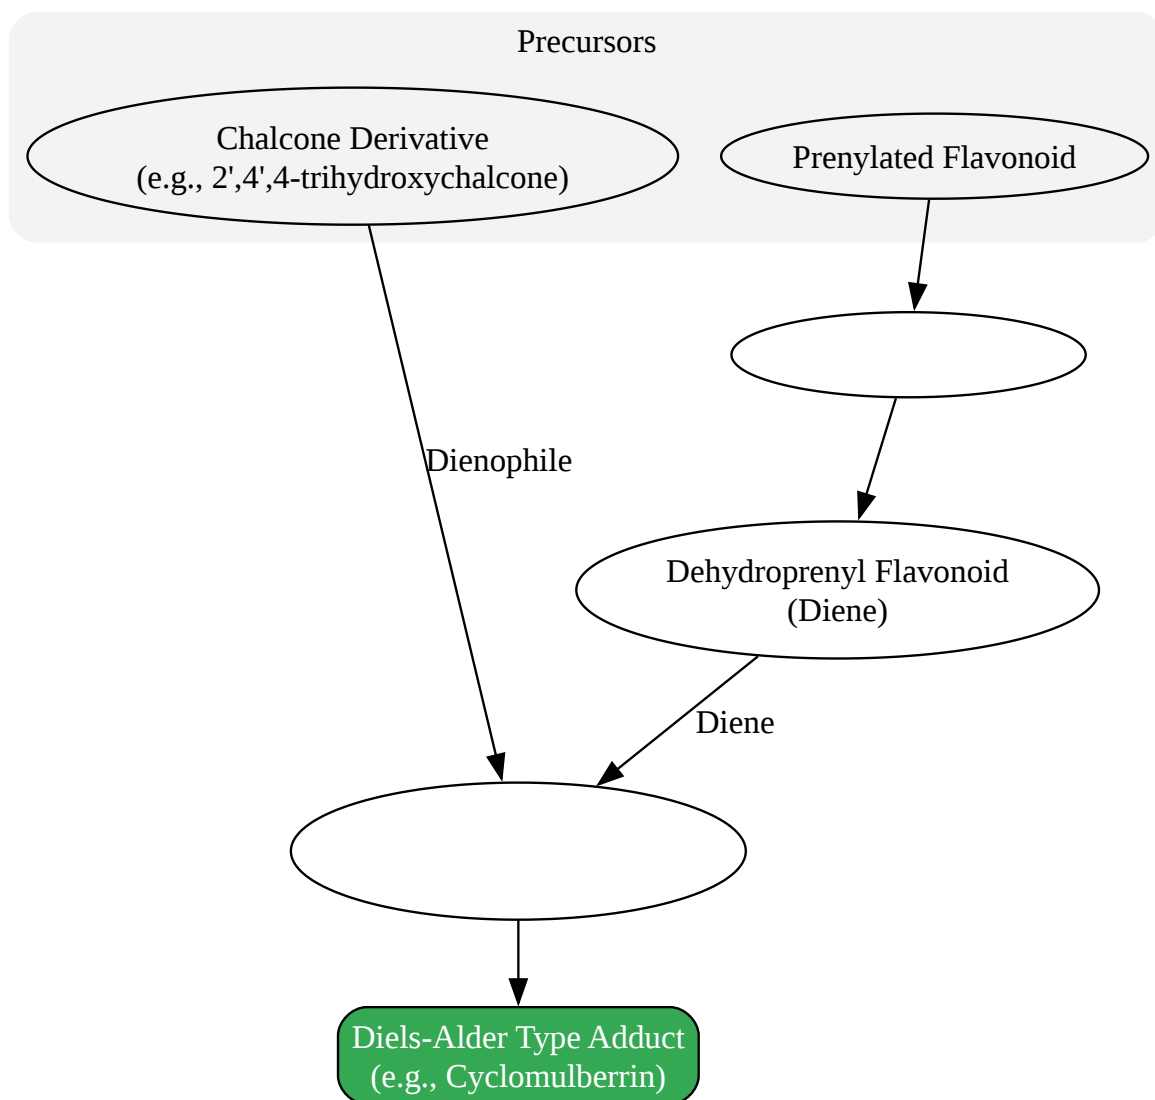 Precursors
Chalcone Derivative
(e.g., 2',4',4-trihydroxychalcone)
Prenylated Flavonoid
Dienophile
Dehydroprenyl Flavonoid
(Diene)
Diene
Diels-Alder Type Adduct
(e.g., Cyclomulberrin)